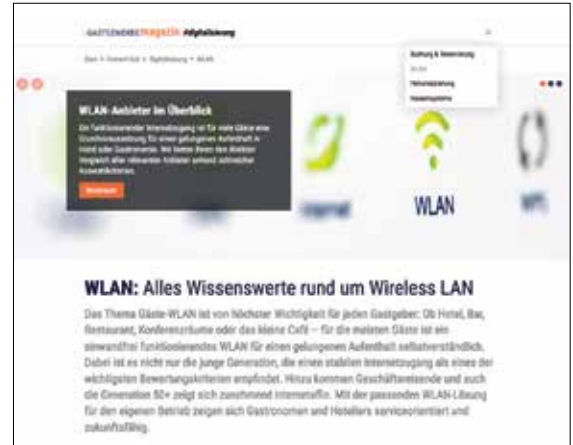 GASTGEWERBEmagazin #digitalisierung
Buchung & Reservierung
WLAN
Personalplanung
Kassensysteme
WLAN-Anbieter im Überblick
Ein funktionierender Internetzugang ist für viele Gäste eine
Grundvoraussetzung für einen gelungenen Aufenthalt in
Hotel oder Gastronomie. Wir bieten Ihnen den direkten
Vergleich aller relevanten Anbieter anhand zahlreicher
Auswahlkriterien.
Internet
WLAN
WLAN: Alles Wissenswerte rund um Wireless LAN
Das Thema Gäste-WLAN ist von höchster Wichtigkeit für jeden Gastgeber: Ob Hotel, Bar,
Restaurant, Konferenzräume oder das kleine Café – für die meisten Gäste ist ein
einwandfrei funktionierendes WLAN für einen gelungenen Aufenthalt selbstverständlich.
Dabei ist es nicht nur die junge Generation, die einen stabilen Internetzugang als eines der
wichtigsten Bewertungskriterien empfindet. Hinzu kommen Geschäftsreisende und auch
die Generation 50+ zeigt sich zunehmend internetaffin. Mit der passenden WLAN-Lösung
für den eigenen Betrieb zeigen sich Gastronomen und Hoteliers serviceorientiert und
zukunftsfähig.